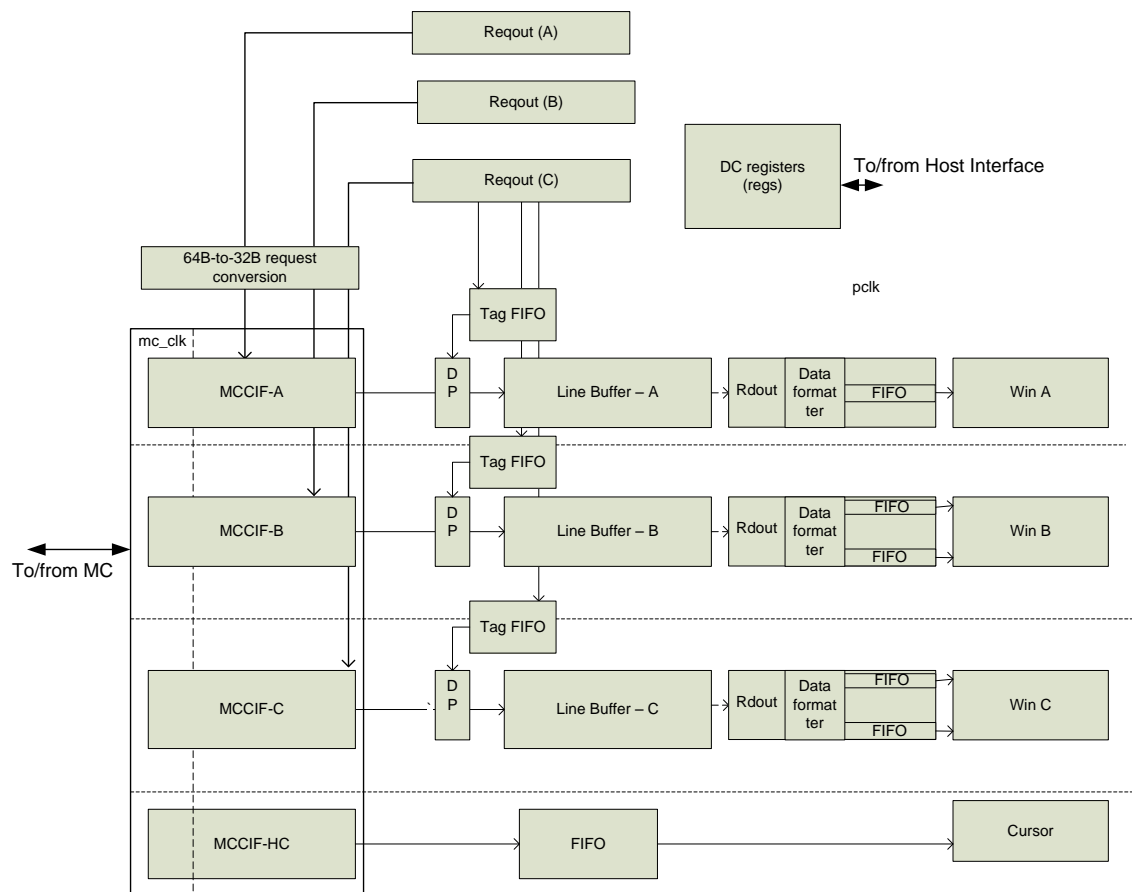 Reqout (A)
Reqout (B)
Reqout (C)
DC registers
(regs)
To/from Host Interface
64B-to-32B request
conversion
pclk
Tag FIFO
mc_clk
MCCIF-A
D
P
Line Buffer – A
Rdout
Data
format
ter
FIFO
Win A
Tag FIFO
MCCIF-B
D
P
Line Buffer – B
Rdout
Data
format
ter
FIFO
FIFO
Win B
To/from MC
Tag FIFO
MCCIF-C
D
P
Line Buffer – C
Rdout
Data
format
ter
FIFO
FIFO
Win C
MCCIF-HC
FIFO
Cursor